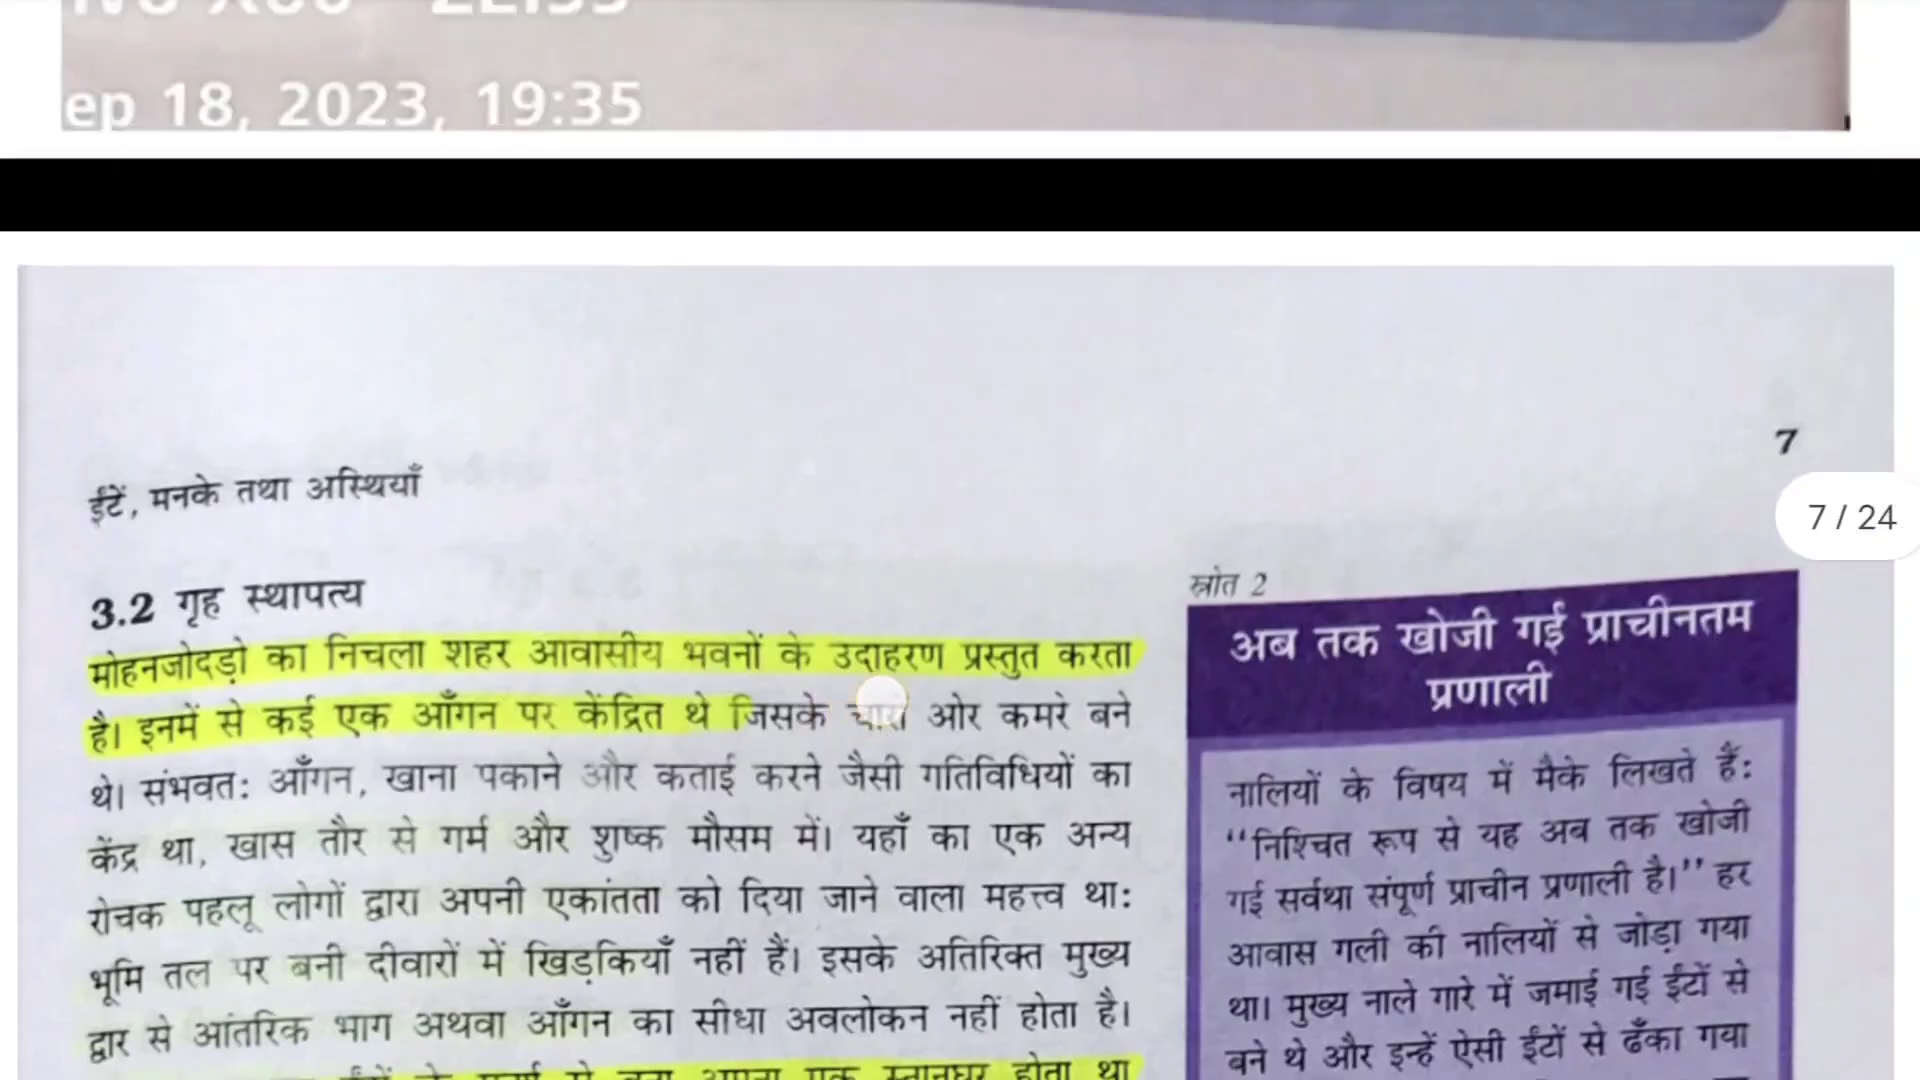 ep 18, 2023, 19:35
7
ईंटें, मनके तथा अस्थियाँ
7 / 24
3.2 गृह स्थापत्य
मोहनजोदड़ो का निचला शहर आवासीय भवनों के उदाहरण प्रस्तुत करता
है। इनमें से कई एक आँगन पर केंद्रित थे जिसके चारों ओर कमरे बने
थे। संभवत: आँगन, खाना पकाने और कताई करने जैसी गतिविधियों का
केंद्र था, खास तौर से गर्म और शुष्क मौसम में। यहाँ का एक अन्य
रोचक पहलू लोगों द्वारा अपनी एकांतता को दिया जाने वाला महत्त्व था:
भूमि तल पर बनी दीवारों में खिड़कियाँ नहीं हैं। इसके अतिरिक्त मुख्य
द्वार से आंतरिक भाग अथवा आँगन का सीधा अवलोकन नहीं होता है।
स्रोत 2
अब तक खोजी गई प्राचीनतम
प्रणाली
नालियों के विषय में मैके लिखते हैं:
“निश्चित रूप से यह अब तक खोजी
गई सर्वथा संपूर्ण प्राचीन प्रणाली है।” हर
आवास गली की नालियों से जोड़ा गया
था। मुख्य नाले गारे में जमाई गई ईंटों से
बने थे और इन्हें ऐसी ईंटों से ढँका गया